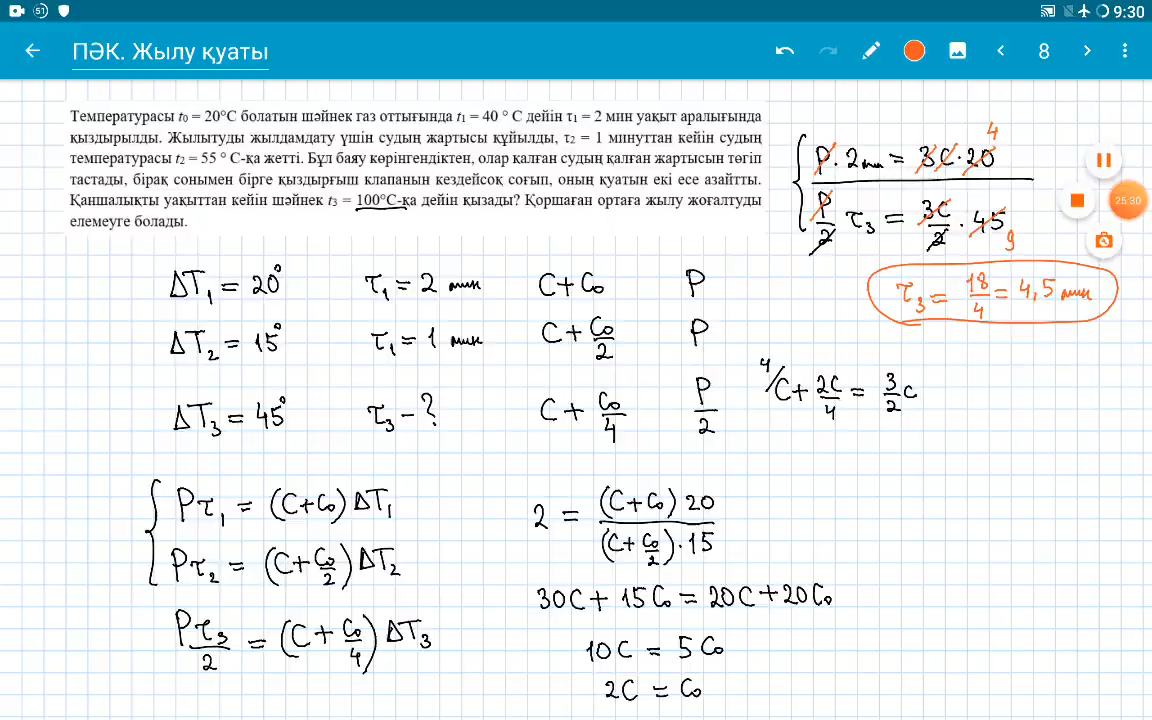 51
9:30
ПӘК. Жылу қуаты
8
Температурасы t₀ = 20°C болатын шәйнек газ оттығында t₁ = 40 ° C дейін τ₁ = 2 мин уақыт аралығында
қыздырылды. Жылытуды жылдамдату үшін судың жартысы құйылды, τ₂ = 1 минуттан кейін судың
температурасы t₂ = 55 ° C-қа жетті. Бұл баяу көрінгендіктен, олар қалған судың қалған жартысын төгіп
тастады, бірақ сонымен бірге қыздырғыш клапанын кездейсоқ соғып, оның қуатын екі есе азайтты.
Қаншалықты уақыттан кейін шәйнек t₃ = 100°C-қа дейін қызады? Қоршаған ортаға жылу жоғалтуды
елемеуге болады.
25:30
P · 2 мин = 3C · 20 4
P/2 τ₃ = 3C/2 · 45 9
τ₃ = 18/4 = 4,5 мин
ΔT₁ = 20° τ₁ = 2 мин C + C₀ P
ΔT₂ = 15° τ₁ = 1 мин C + C₀/2 P
ΔT₃ = 45° τ₃ - ? C + C₀/4 P/2
4/C + 2C/4 = 3/2 C
Pτ₁ = (C+C₀) ΔT₁
Pτ₂ = (C+C₀/2) ΔT₂
Pτ₃/2 = (C + C₀/4) ΔT₃
2 = (C+C₀) 20 / (C+C₀/2) · 15
30C + 15C₀ = 20C + 20C₀
10C = 5C₀
2C = C₀